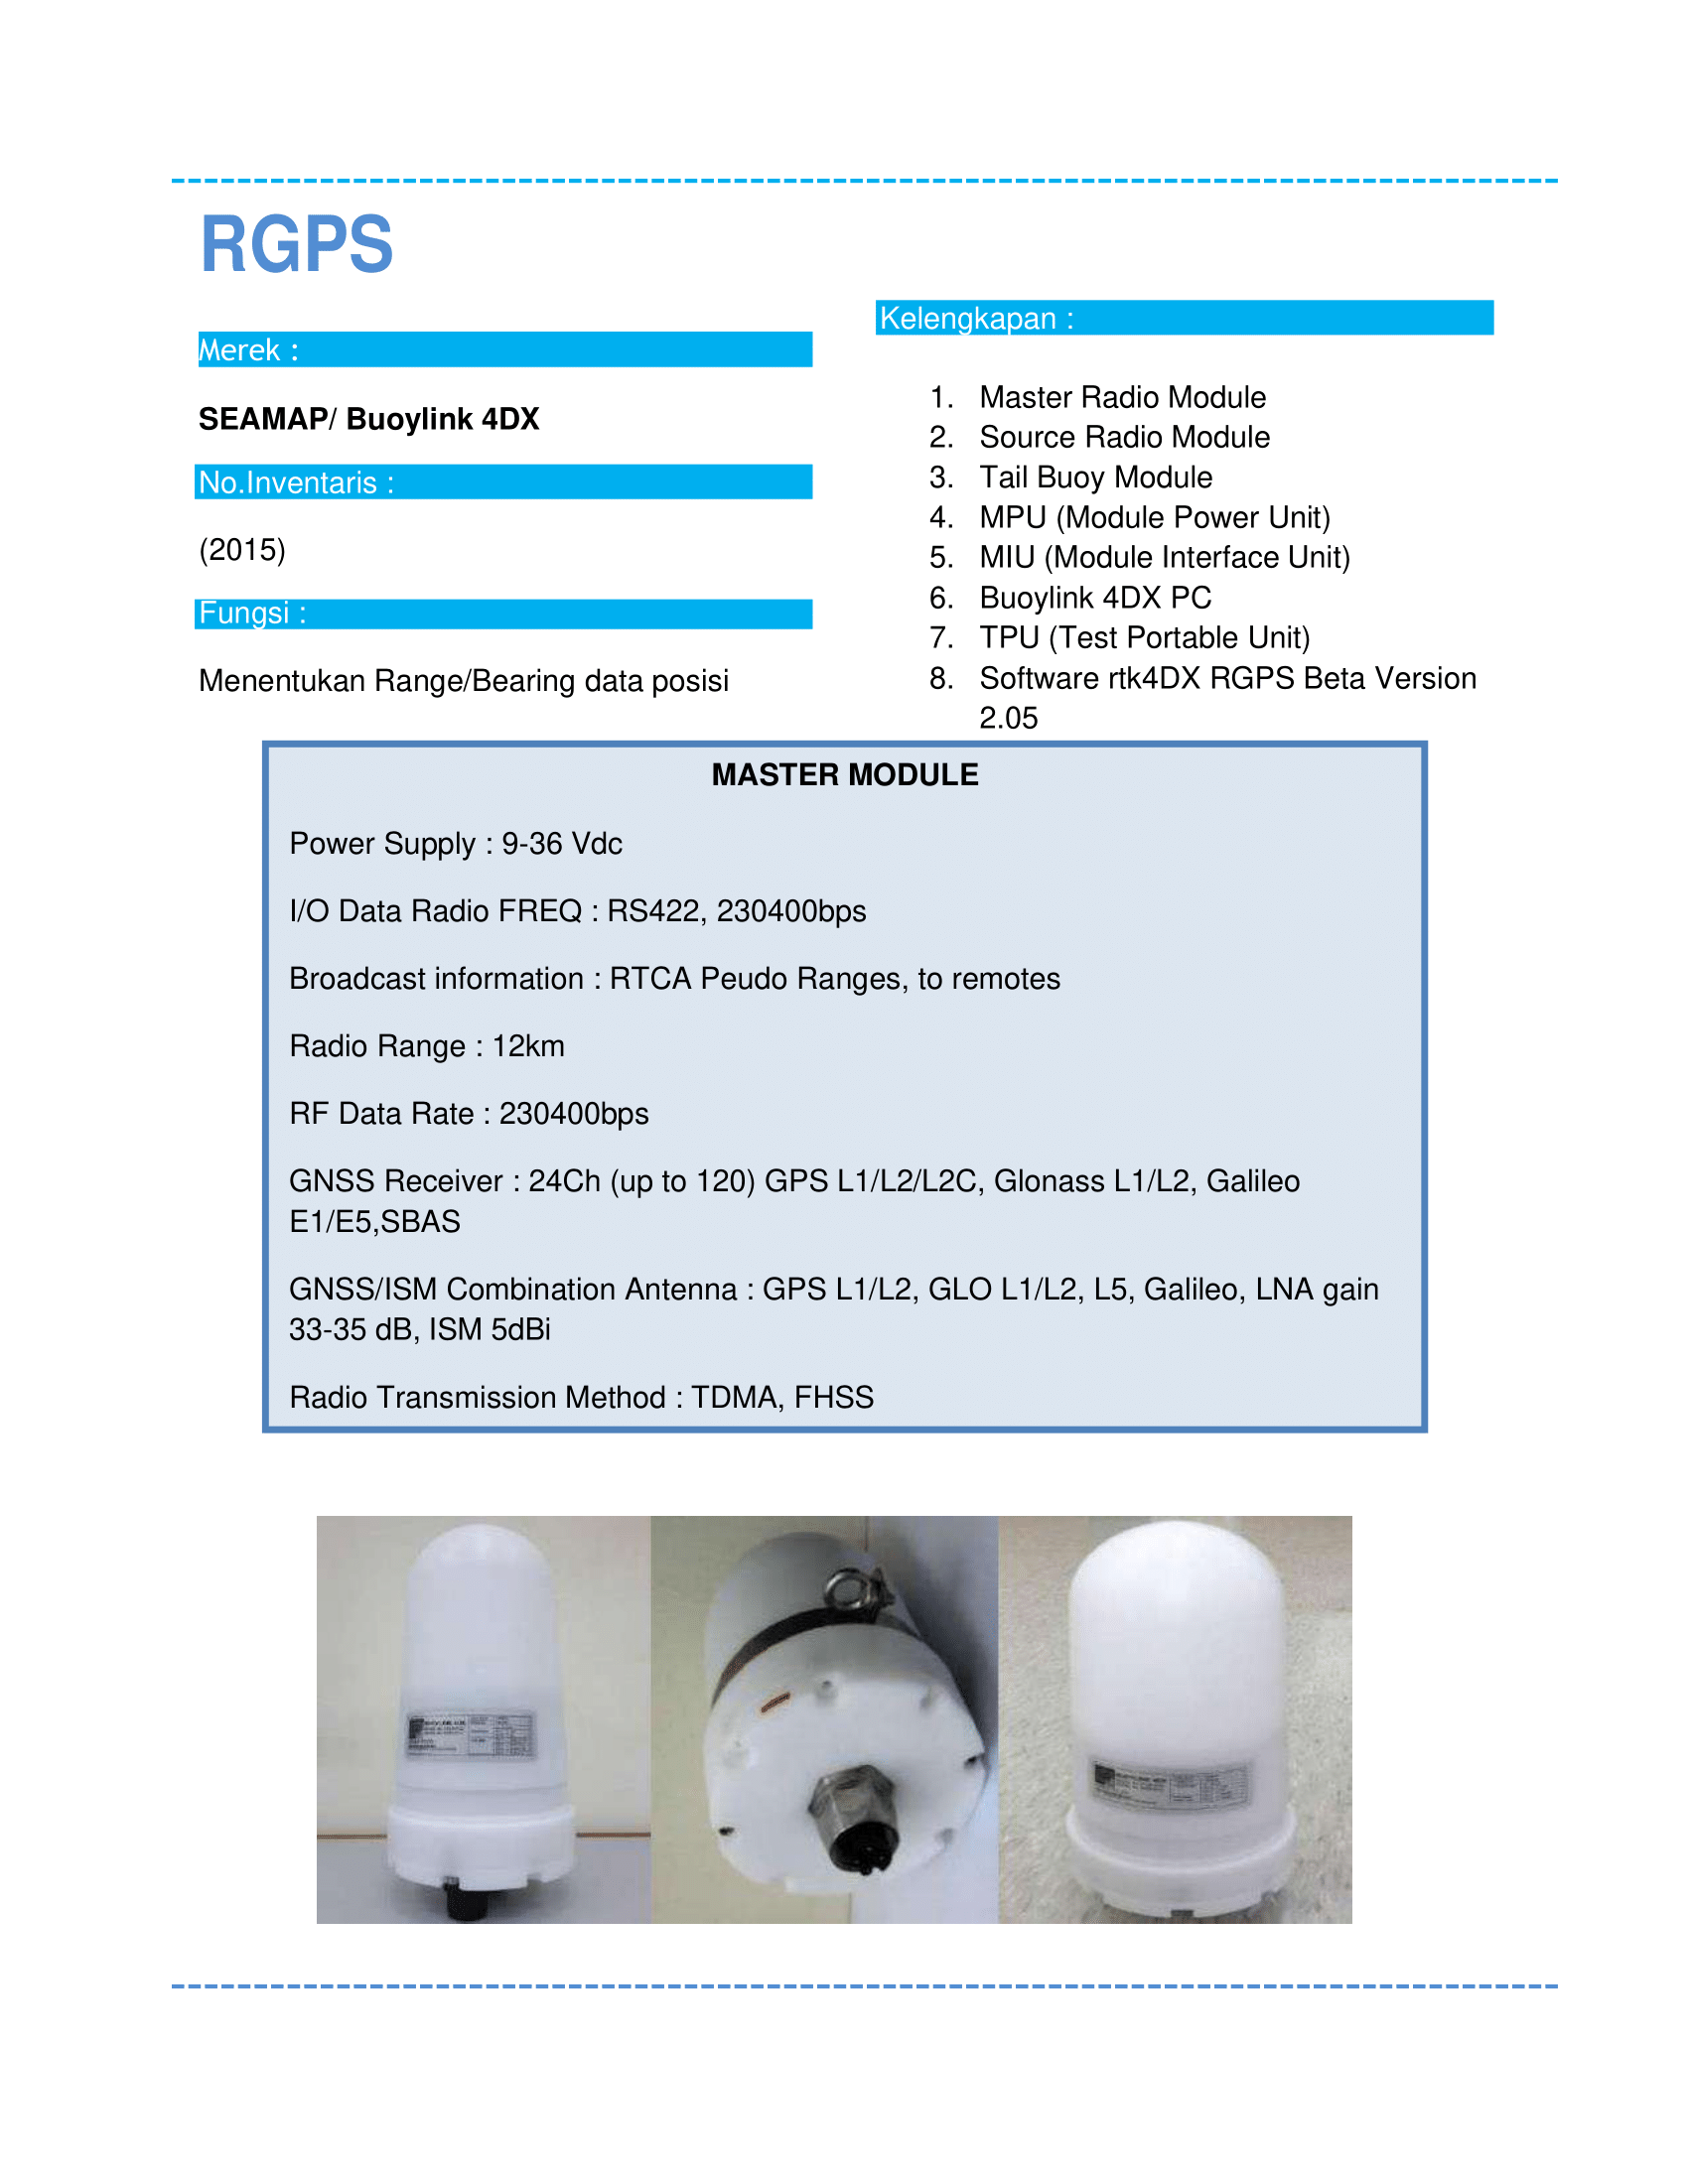 RGPS
Merek :
SEAMAP/ Buoylink 4DX
No.Inventaris :
(2015)
Fungsi :
Menentukan Range/Bearing data posisi
Kelengkapan :
1. Master Radio Module
2. Source Radio Module
3. Tail Buoy Module
4. MPU (Module Power Unit)
5. MIU (Module Interface Unit)
6. Buoylink 4DX PC
7. TPU (Test Portable Unit)
8. Software rtk4DX RGPS Beta Version
2.05
MASTER MODULE
Power Supply : 9-36 Vdc
I/O Data Radio FREQ : RS422, 230400bps
Broadcast information : RTCA Peudo Ranges, to remotes
Radio Range : 12km
RF Data Rate : 230400bps
GNSS Receiver : 24Ch (up to 120) GPS L1/L2/L2C, Glonass L1/L2, Galileo
E1/E5,SBAS
GNSS/ISM Combination Antenna : GPS L1/L2, GLO L1/L2, L5, Galileo, LNA gain
33-35 dB, ISM 5dBi
Radio Transmission Method : TDMA, FHSS